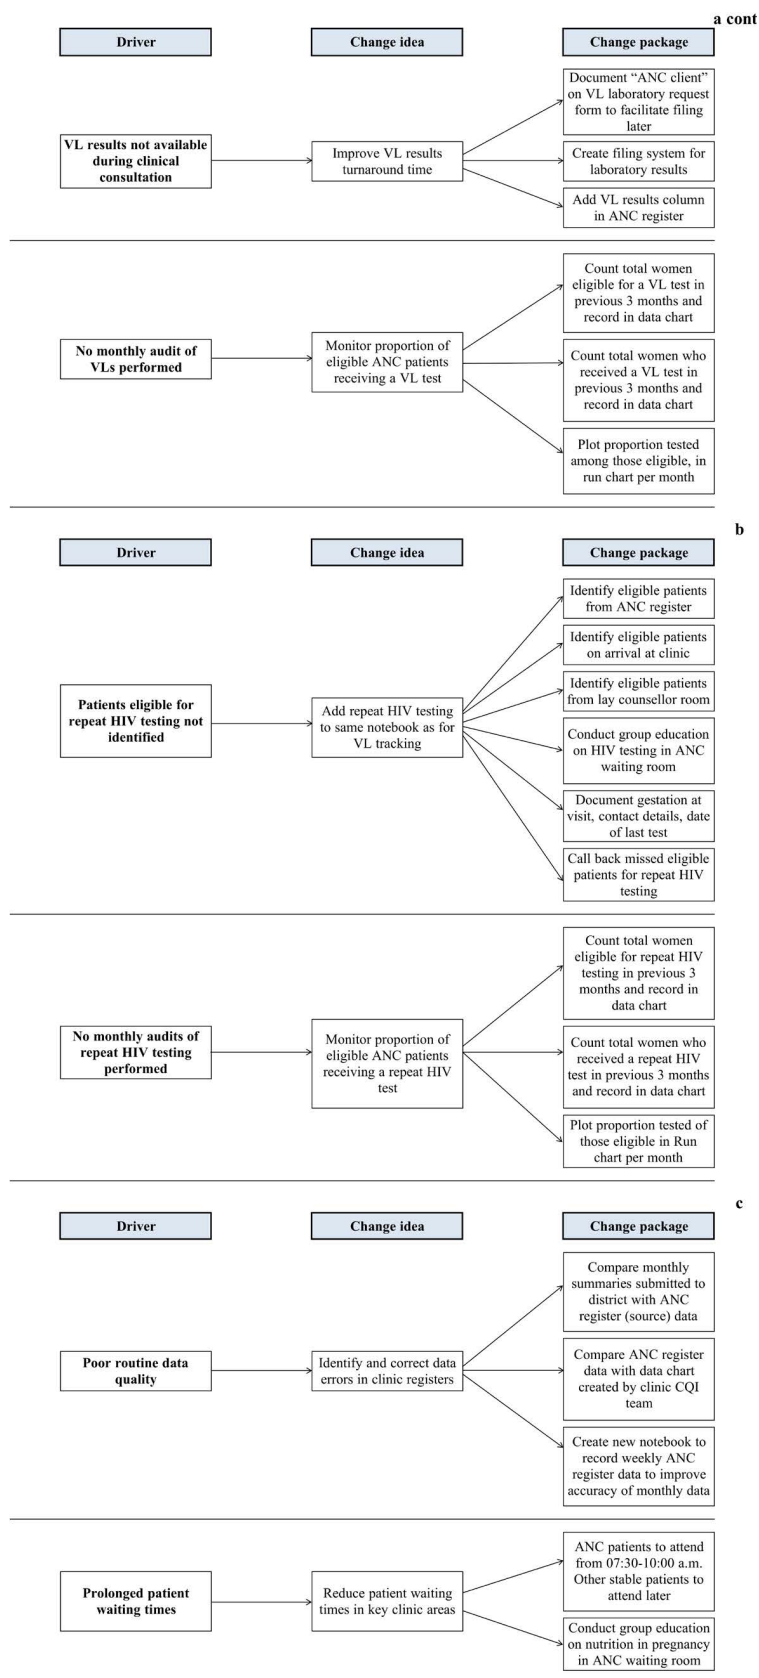 a cont
Driver
Change idea
Change package
VL results not available
during clinical
consultation
Improve VL results
turnaround time
Document “ANC client”
on VL laboratory request
form to facilitate filing
later
Create filing system for
laboratory results
Add VL results column
in ANC register
No monthly audit of
VLs performed
Monitor proportion of
eligible ANC patients
receiving a VL test
Count total women
eligible for a VL test in
previous 3 months and
record in data chart
Count total women who
received a VL test in
previous 3 months and
record in data chart
Plot proportion tested
among those eligible, in
run chart per month
b
Driver
Change idea
Change package
Patients eligible for
repeat HIV testing not
identified
Add repeat HIV testing
to same notebook as for
VL tracking
Identify eligible patients
from ANC register
Identify eligible patients
on arrival at clinic
Identify eligible patients
from lay counsellor room
Conduct group education
on HIV testing in ANC
waiting room
Document gestation at
visit, contact details, date
of last test
Call back missed eligible
patients for repeat HIV
testing
No monthly audits of
repeat HIV testing
performed
Monitor proportion of
eligible ANC patients
receiving a repeat HIV
test
Count total women
eligible for repeat HIV
testing in previous 3
months and record in
data chart
Count total women who
received a repeat HIV
test in previous 3 months
and record in data chart
Plot proportion tested of
those eligible in Run
chart per month
c
Driver
Change idea
Change package
Poor routine data
quality
Identify and correct data
errors in clinic registers
Compare monthly
summaries submitted to
district with ANC
register (source) data
Compare ANC register
data with data chart
created by clinic CQI
team
Create new notebook to
record weekly ANC
register data to improve
accuracy of monthly data
Prolonged patient
waiting times
Reduce patient waiting
times in key clinic areas
ANC patients to attend
from 07:30-10:00 a.m.
Other stable patients to
attend later
Conduct group education
on nutrition in pregnancy
in ANC waiting room